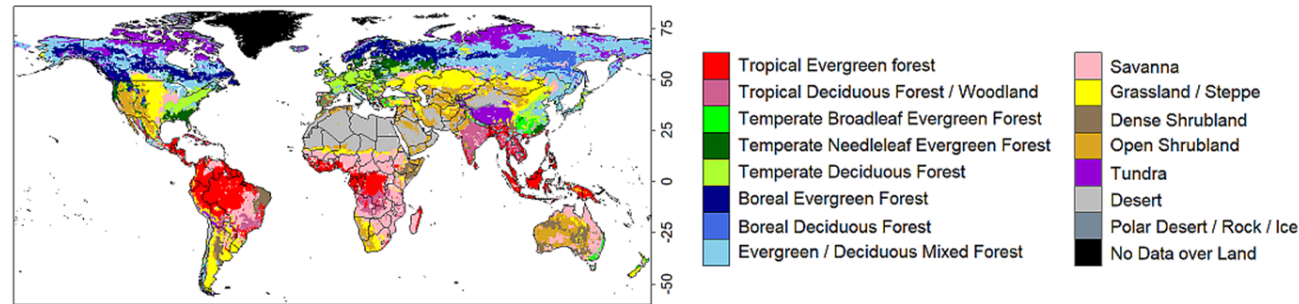 75
50
25
0
-25
-50
Tropical Evergreen forest
Tropical Deciduous Forest / Woodland
Temperate Broadleaf Evergreen Forest
Temperate Needleleaf Evergreen Forest
Temperate Deciduous Forest
Boreal Evergreen Forest
Boreal Deciduous Forest
Evergreen / Deciduous Mixed Forest
Savanna
Grassland / Steppe
Dense Shrubland
Open Shrubland
Tundra
Desert
Polar Desert / Rock / Ice
No Data over Land